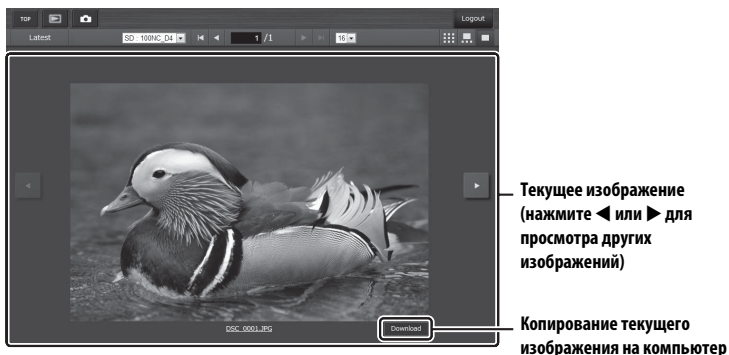 TOP Logout
Latest SD : 100NC_D4 1 /1 16
Текущее изображение
(нажмите ◀ или ▶ для
просмотра других
изображений)
DSC_0001.JPG Download
Копирование текущего
изображения на компьютер